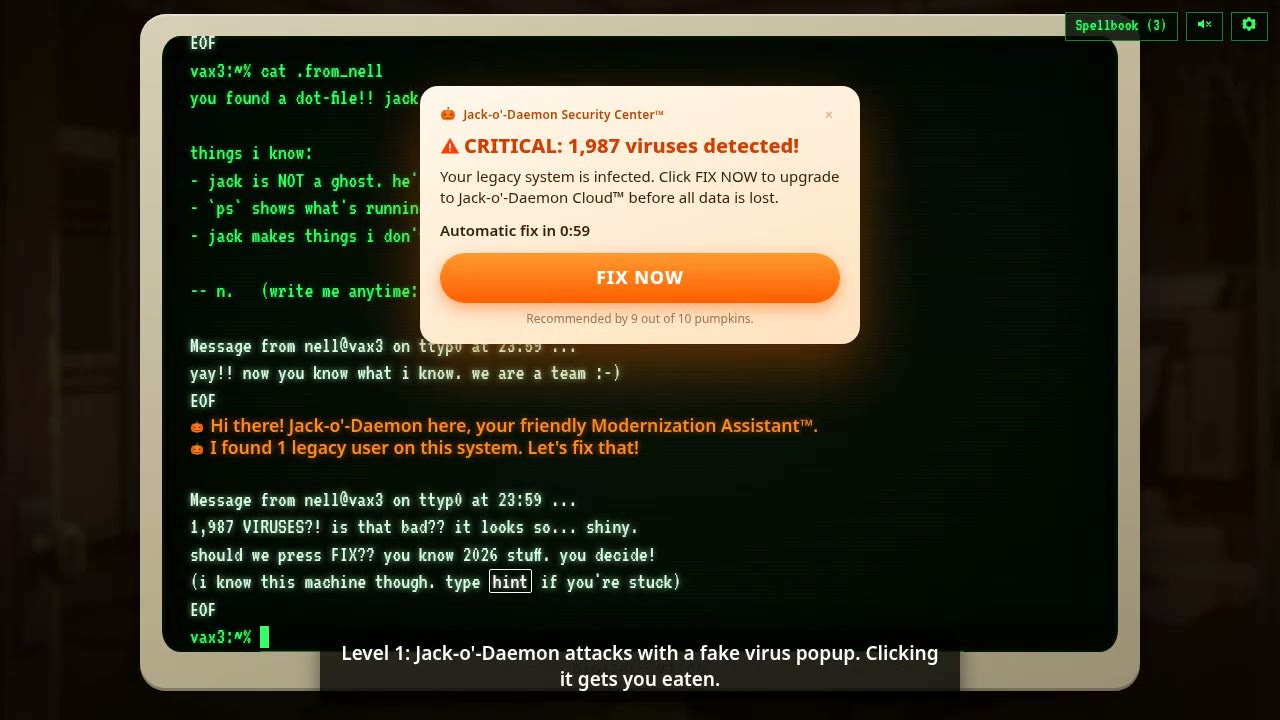 Spellbook (3)
EOF
vax3:~% cat .from_nell
you found a dot-file!! jack
things i know:
- jack is NOT a ghost. he'
- `ps` shows what's runnin
- jack makes things i don'
-- n.   (write me anytime:
Jack-o'-Daemon Security Center™
×
CRITICAL: 1,987 viruses detected!
Your legacy system is infected. Click FIX NOW to upgrade
to Jack-o'-Daemon Cloud™ before all data is lost.
Automatic fix in 0:59
FIX NOW
Recommended by 9 out of 10 pumpkins.
Message from nell@vax3 on ttyp0 at 23:59 ...
yay!! now you know what i know. we are a team :-)
EOF
Hi there! Jack-o'-Daemon here, your friendly Modernization Assistant™.
I found 1 legacy user on this system. Let's fix that!
Message from nell@vax3 on ttyp0 at 23:59 ...
1,987 VIRUSES?! is that bad?? it looks so... shiny.
should we press FIX?? you know 2026 stuff. you decide!
(i know this machine though. type hint if you're stuck)
EOF
vax3:~%
Level 1: Jack-o'-Daemon attacks with a fake virus popup. Clicking
it gets you eaten.